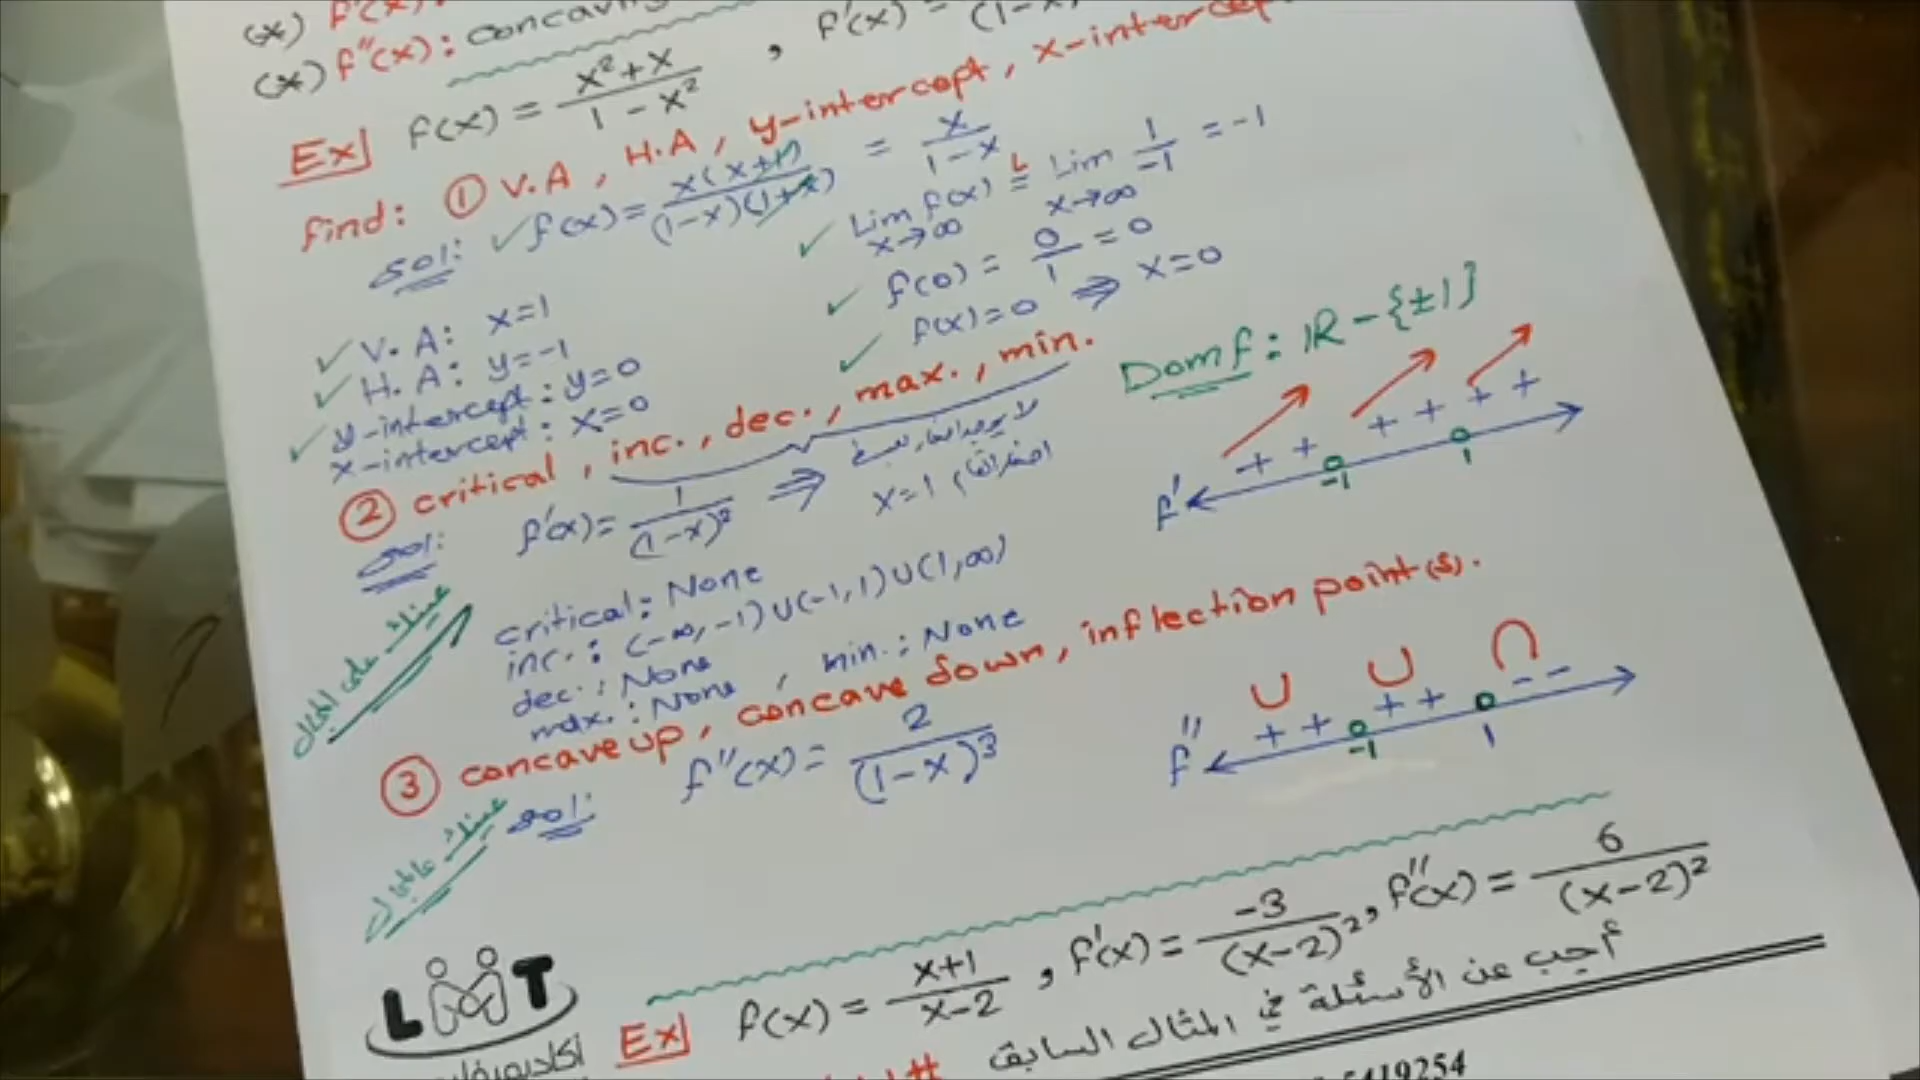 (*) f'(x):
(*) f''(x): concavi
Ex] f(x) = x²+x / 1-x² , f'(x) =
find: ① V.A , H.A , y-intercept , x-intercept
sol: ✓ f(x) = x(x+1) / (1-x)(1+x) = x / 1-x
✓ Lim x→∞ f(x) =ᴸ Lim x→∞ 1/-1 = -1
✓ V.A: x=1
✓ f(0) = 0/1 = 0
✓ H.A: y=-1
✓ f(x)=0 ⇒ x=0
✓ y-intercept: y=0
x-intercept: x=0
② critical , inc. , dec. , max. , min.
Domf: R - {±1}
sol: f'(x) = 1 / (1-x)² ⇒
x=1
+ + + + + +
f' -1 1
critical: None
inc.: (-∞,-1)∪(-1,1)∪(1,∞)
dec.: None
max.: None , min.: None
③ concave up, concave down, inflection point(s).
sol: f''(x) = 2 / (1-x)³
∪ ∪ ∩
+ + + + - -
f'' -1 1
LMT
Ex] f(x) = x+1 / x-2 , f'(x) = -3 / (x-2)² , f''(x) = 6 / (x-2)²
أجب عن الأسئلة في المثال السابق
419254